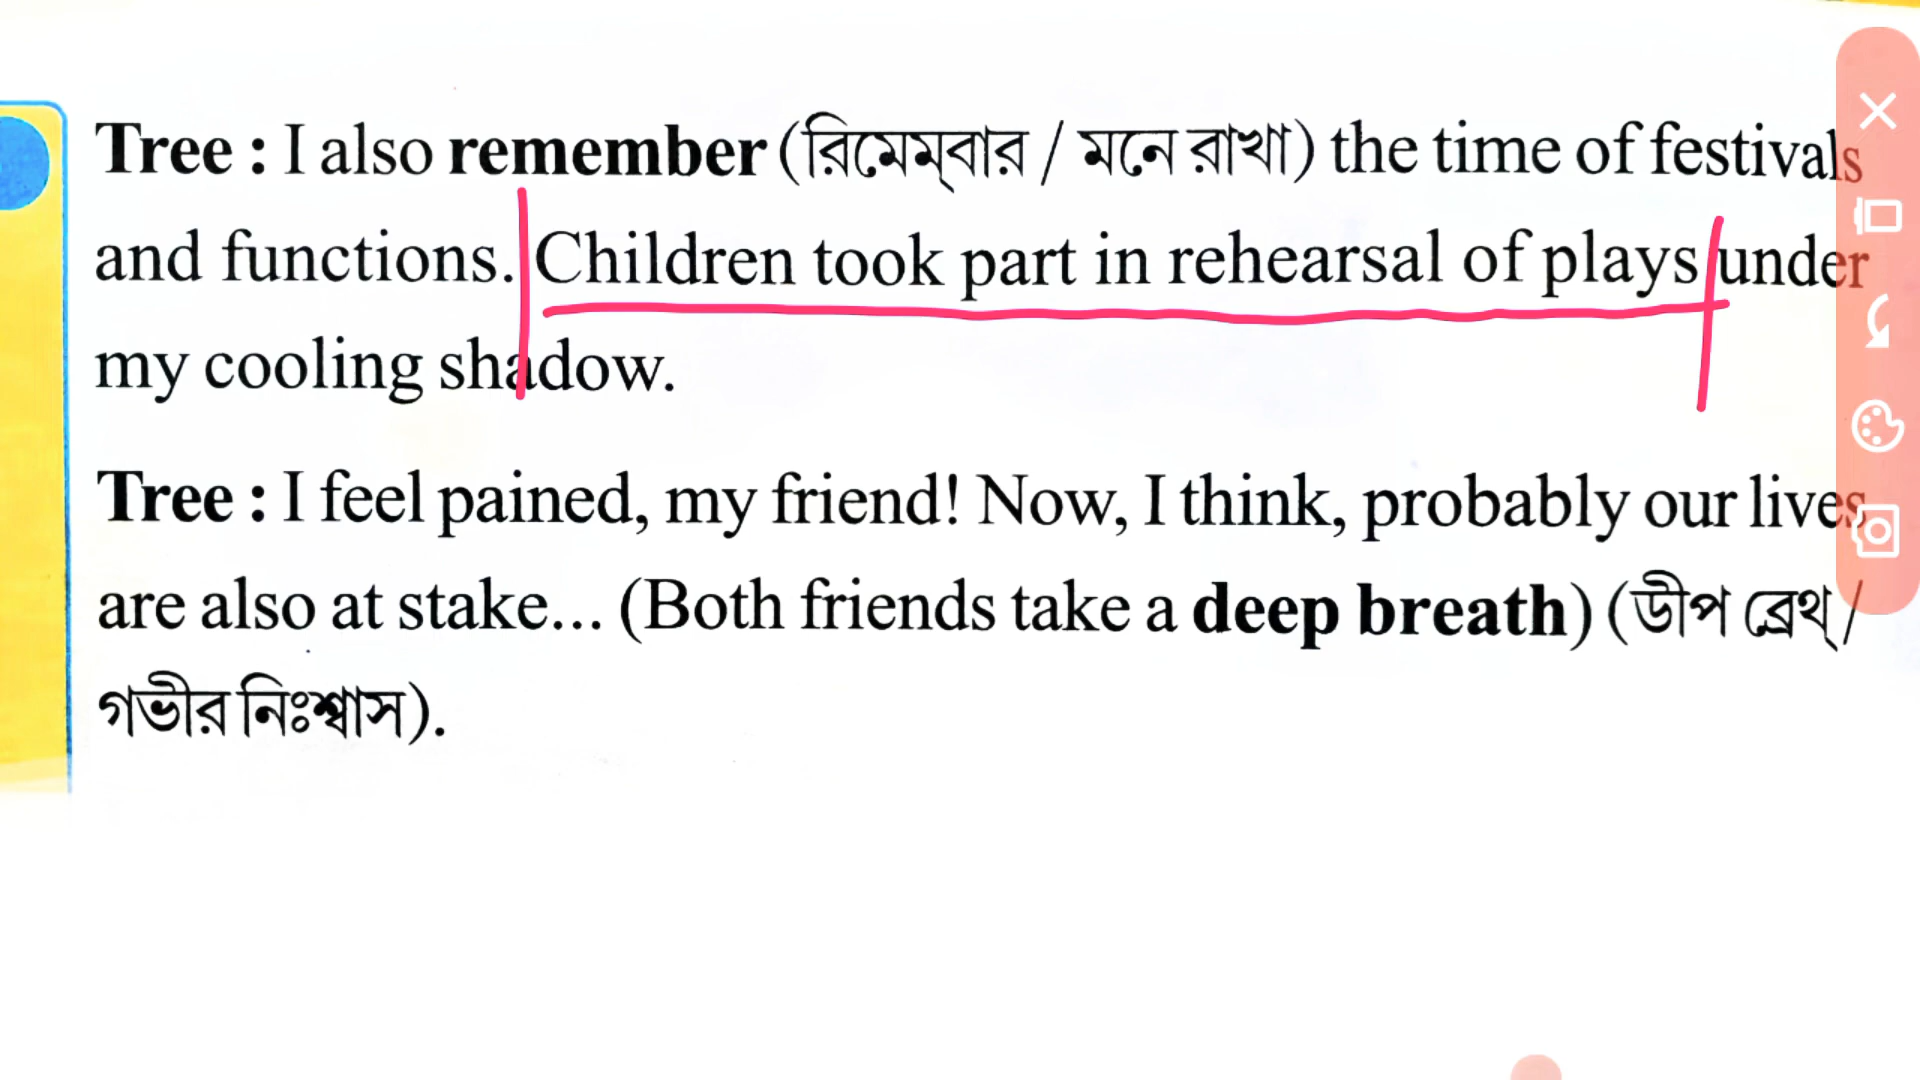 Tree : I also remember (রিমেম্বার / মনে রাখা) the time of festivals
and functions. Children took part in rehearsal of plays under
my cooling shadow.
Tree : I feel pained, my friend! Now, I think, probably our lives
are also at stake... (Both friends take a deep breath) (ডীপ ব্রেথ্ /
গভীর নিঃশ্বাস).